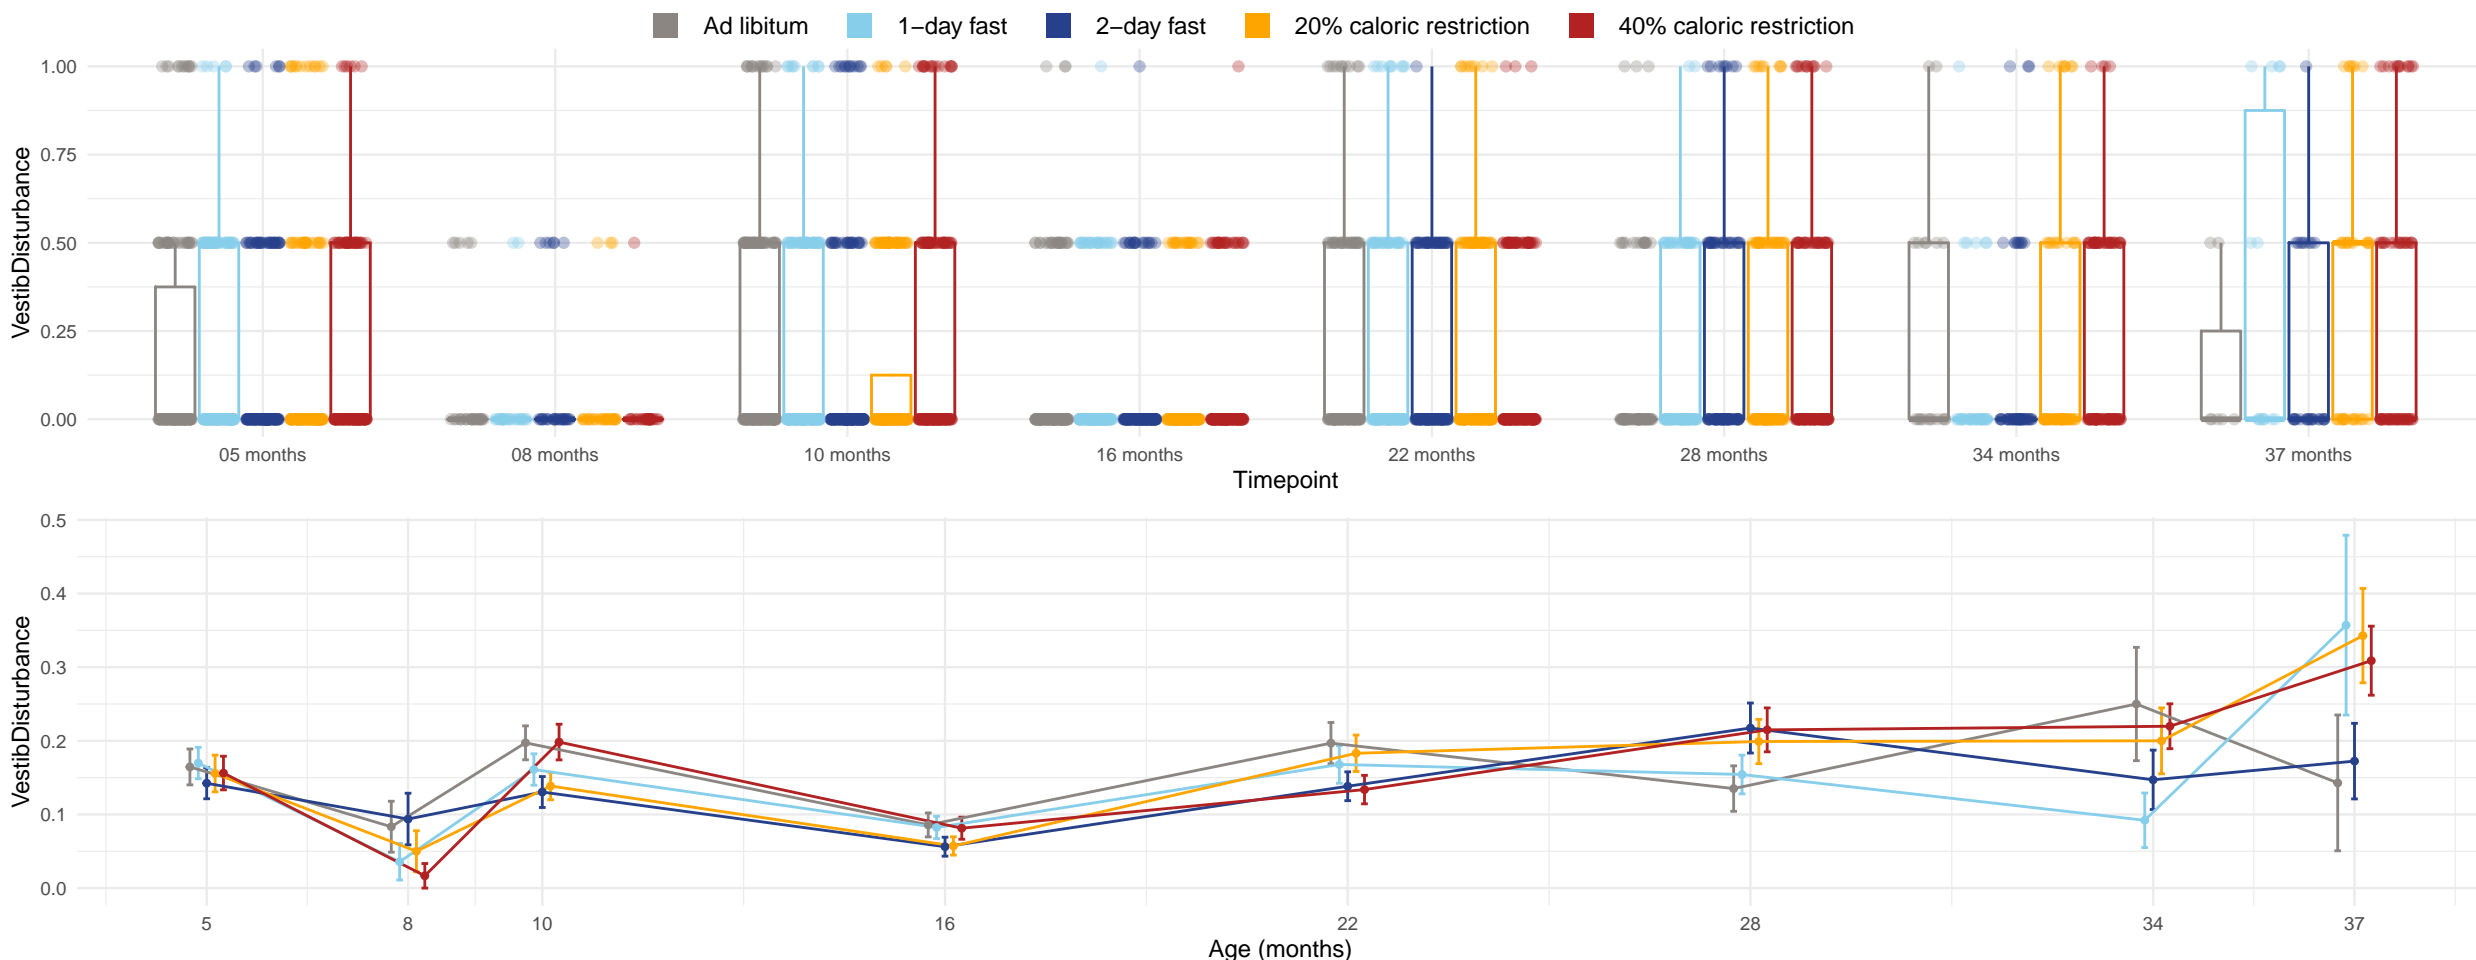 Ad libitum 1−day fast 2−day fast 20% caloric restriction 40% caloric restriction
VestibDisturbance
1.00
0.75
0.50
0.25
0.00
05 months 08 months 10 months 16 months 22 months 28 months 34 months 37 months
Timepoint
VestibDisturbance
0.5
0.4
0.3
0.2
0.1
0.0
5 8 10 16 22 28 34 37
Age (months)